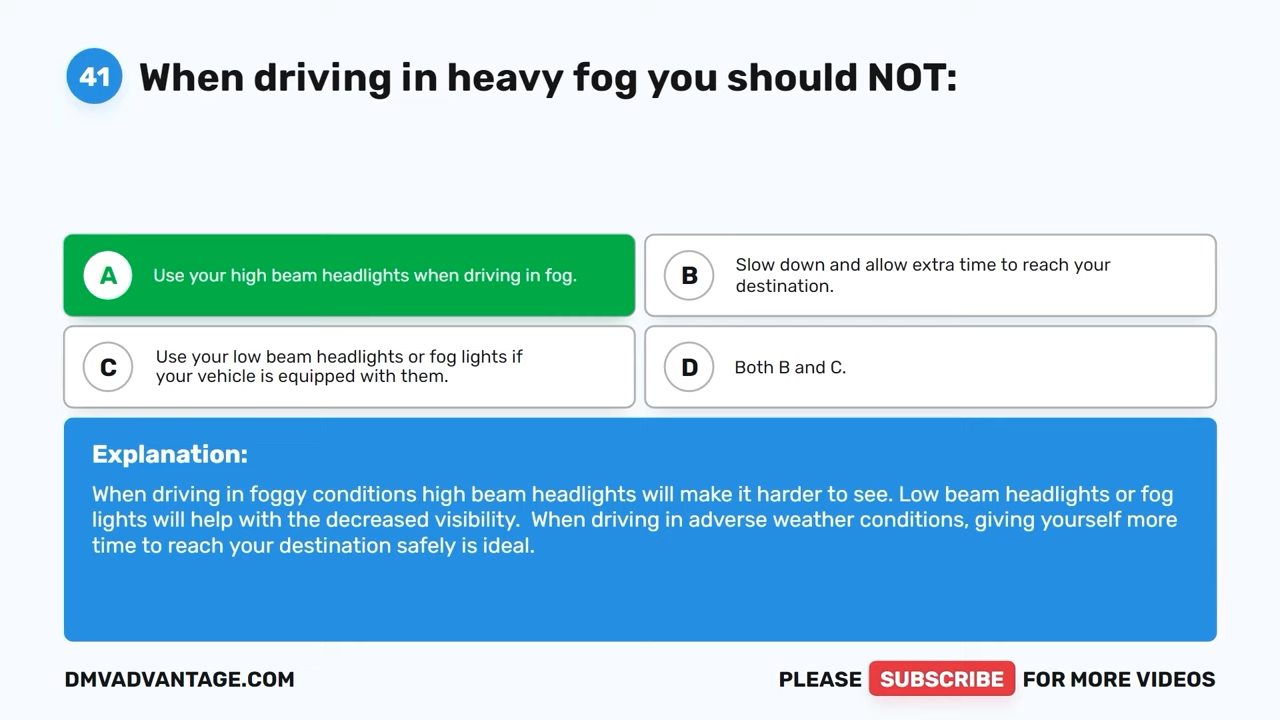 41 When driving in heavy fog you should NOT:
A Use your high beam headlights when driving in fog.
B Slow down and allow extra time to reach your
destination.
C Use your low beam headlights or fog lights if
your vehicle is equipped with them.
D Both B and C.
Explanation:
When driving in foggy conditions high beam headlights will make it harder to see. Low beam headlights or fog
lights will help with the decreased visibility.  When driving in adverse weather conditions, giving yourself more
time to reach your destination safely is ideal.
DMVADVANTAGE.COM
PLEASE SUBSCRIBE FOR MORE VIDEOS